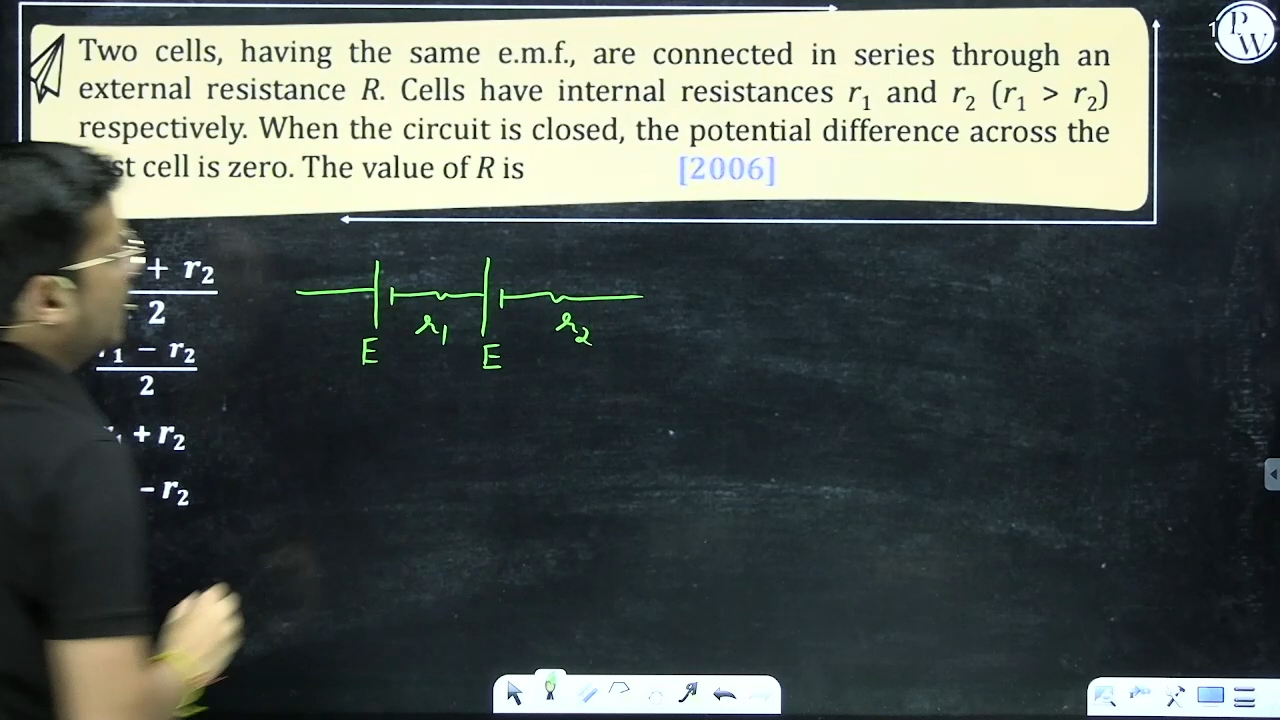 Two cells, having the same e.m.f., are connected in series through an
external resistance R. Cells have internal resistances r₁ and r₂ (r₁ > r₂)
respectively. When the circuit is closed, the potential difference across the
cell is zero. The value of R is [2006]
P
W
+ r₂
2
₁ − r₂
2
+ r₂
− r₂
r₁ r₂
E E